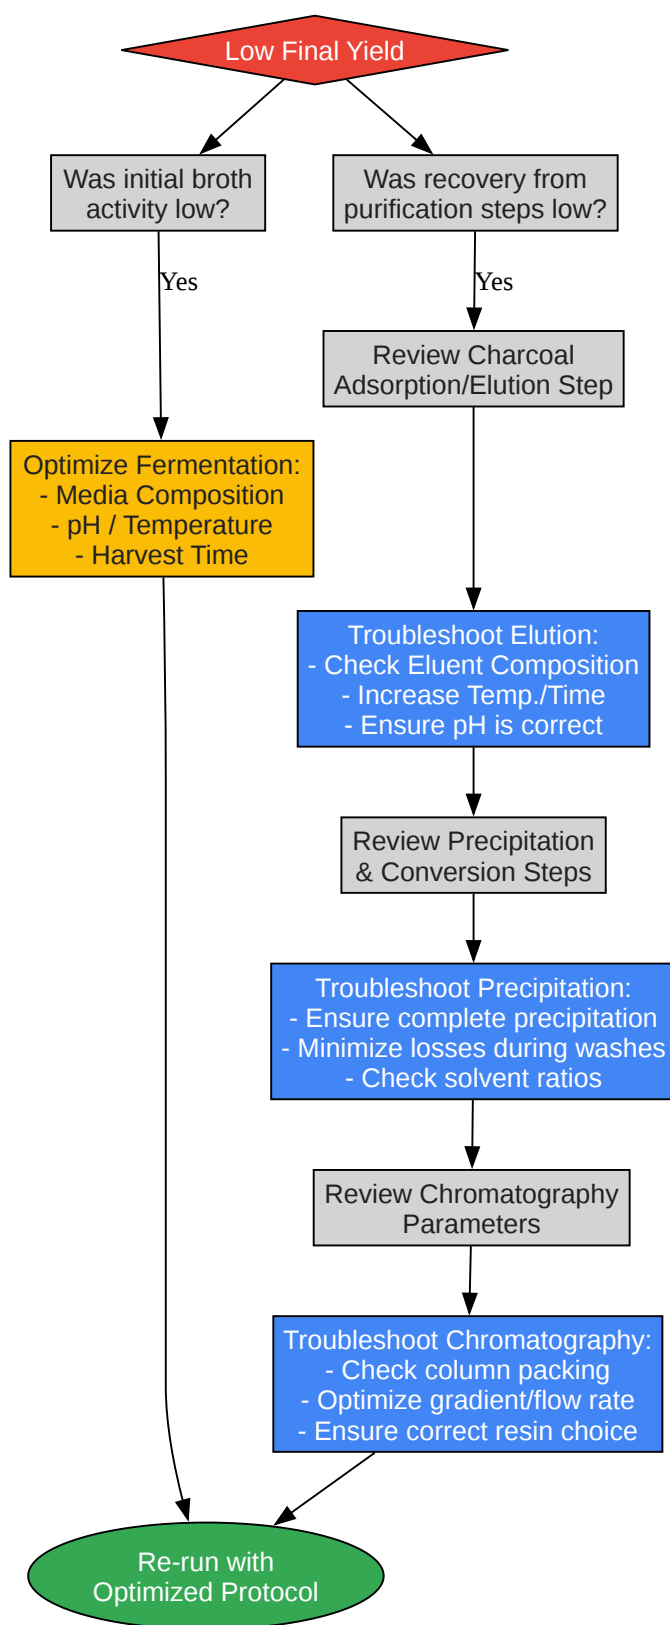 Low Final Yield
Was initial broth
activity low?
Was recovery from
purification steps low?
Yes
Yes
Review Charcoal
Adsorption/Elution Step
Optimize Fermentation:
- Media Composition
- pH / Temperature
- Harvest Time
Troubleshoot Elution:
- Check Eluent Composition
- Increase Temp./Time
- Ensure pH is correct
Review Precipitation
& Conversion Steps
Troubleshoot Precipitation:
- Ensure complete precipitation
- Minimize losses during washes
- Check solvent ratios
Review Chromatography
Parameters
Troubleshoot Chromatography:
- Check column packing
- Optimize gradient/flow rate
- Ensure correct resin choice
Re-run with
Optimized Protocol